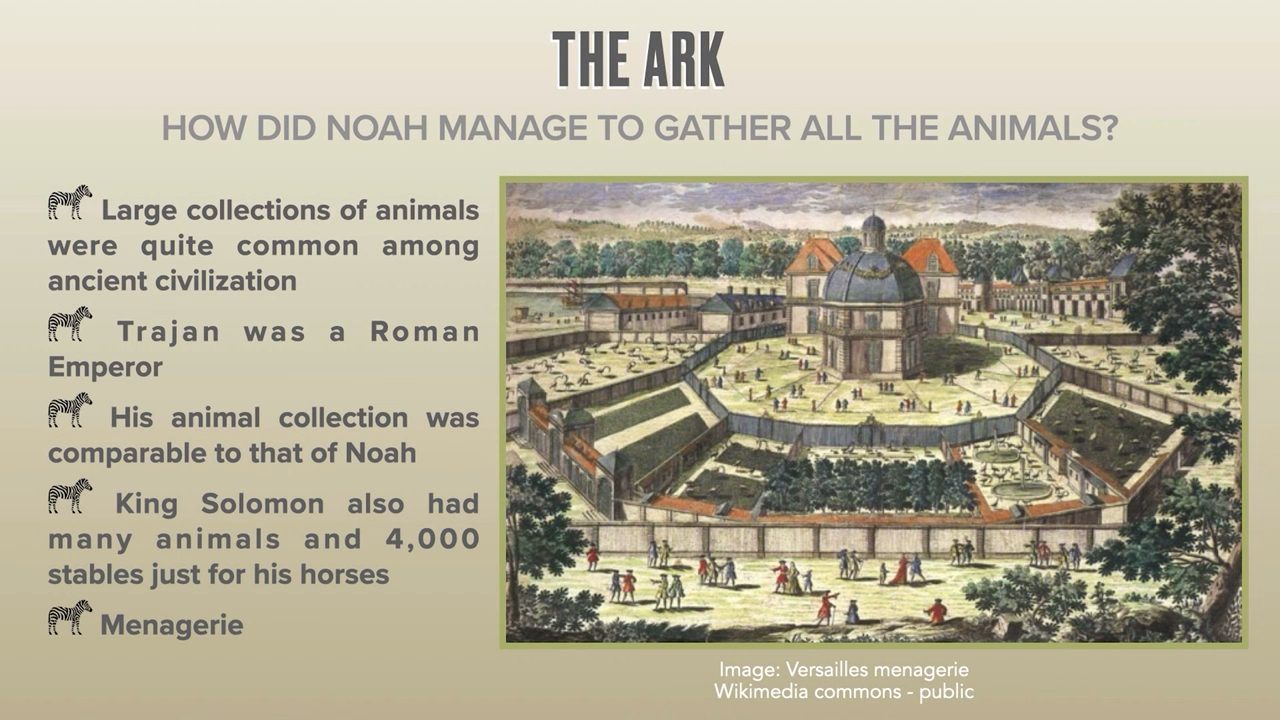 THE ARK
HOW DID NOAH MANAGE TO GATHER ALL THE ANIMALS?
Large collections of animals
were quite common among
ancient civilization
Trajan was a Roman
Emperor
His animal collection was
comparable to that of Noah
King Solomon also had
many animals and 4,000
stables just for his horses
Menagerie
Image: Versailles menagerie
Wikimedia commons - public